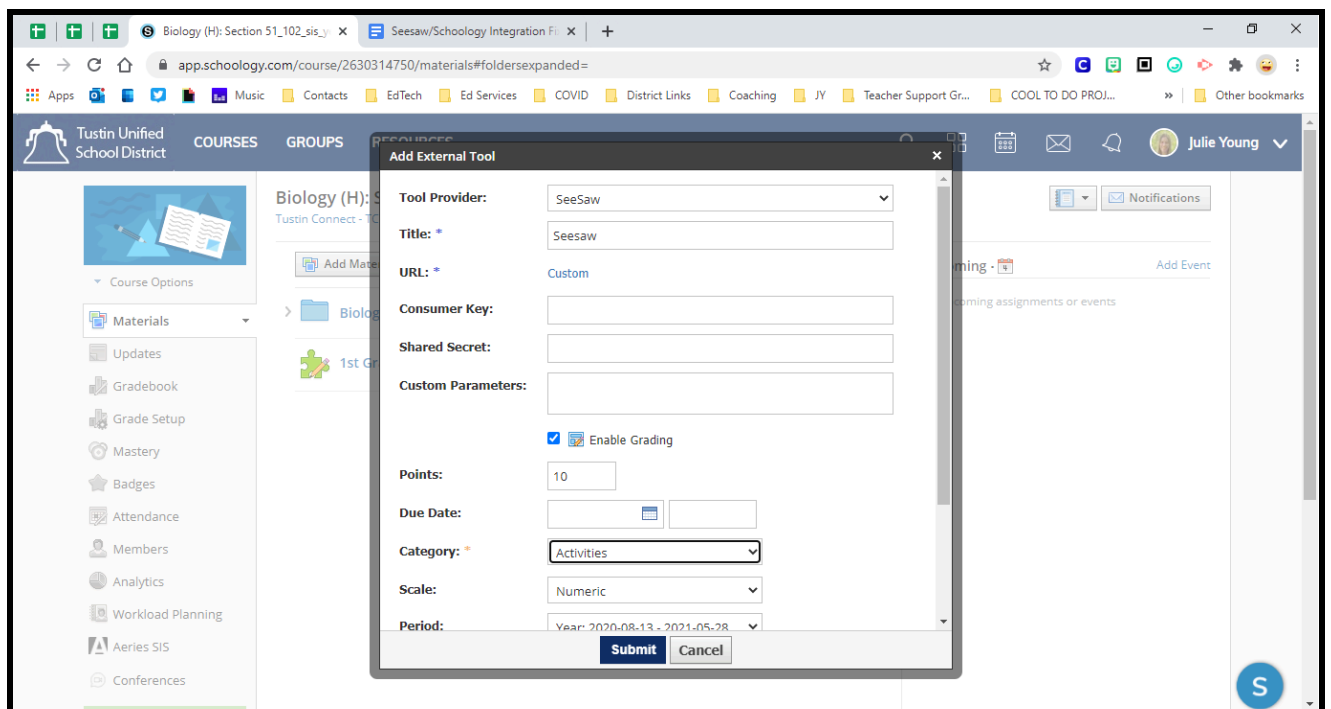 Biology (H): Section 51_102_sis_y
Seesaw/Schoology Integration Fi
app.schoology.com/course/2630314750/materials#foldersexpanded=
Apps Music Contacts EdTech Ed Services COVID District Links Coaching JY Teacher Support Gr... COOL TO DO PROJ... » Other bookmarks
Tustin Unified
School District
COURSES GROUPS RESOURCES Julie Young
Add External Tool
Biology (H): S
Tustin Connect - TC
Notifications
Add Mate
Course Options
Biolog
1st Gr
Materials
Updates
Gradebook
Grade Setup
Mastery
Badges
Attendance
Members
Analytics
Workload Planning
Aeries SIS
Conferences
Tool Provider: SeeSaw
Title: * Seesaw
URL: * Custom
Consumer Key:
Shared Secret:
Custom Parameters:
Enable Grading
Points: 10
Due Date:
Category: * Activities
Scale: Numeric
Period: Year: 2020-08-13 - 2021-05-28
Submit Cancel
ming · Add Event
coming assignments or events
S